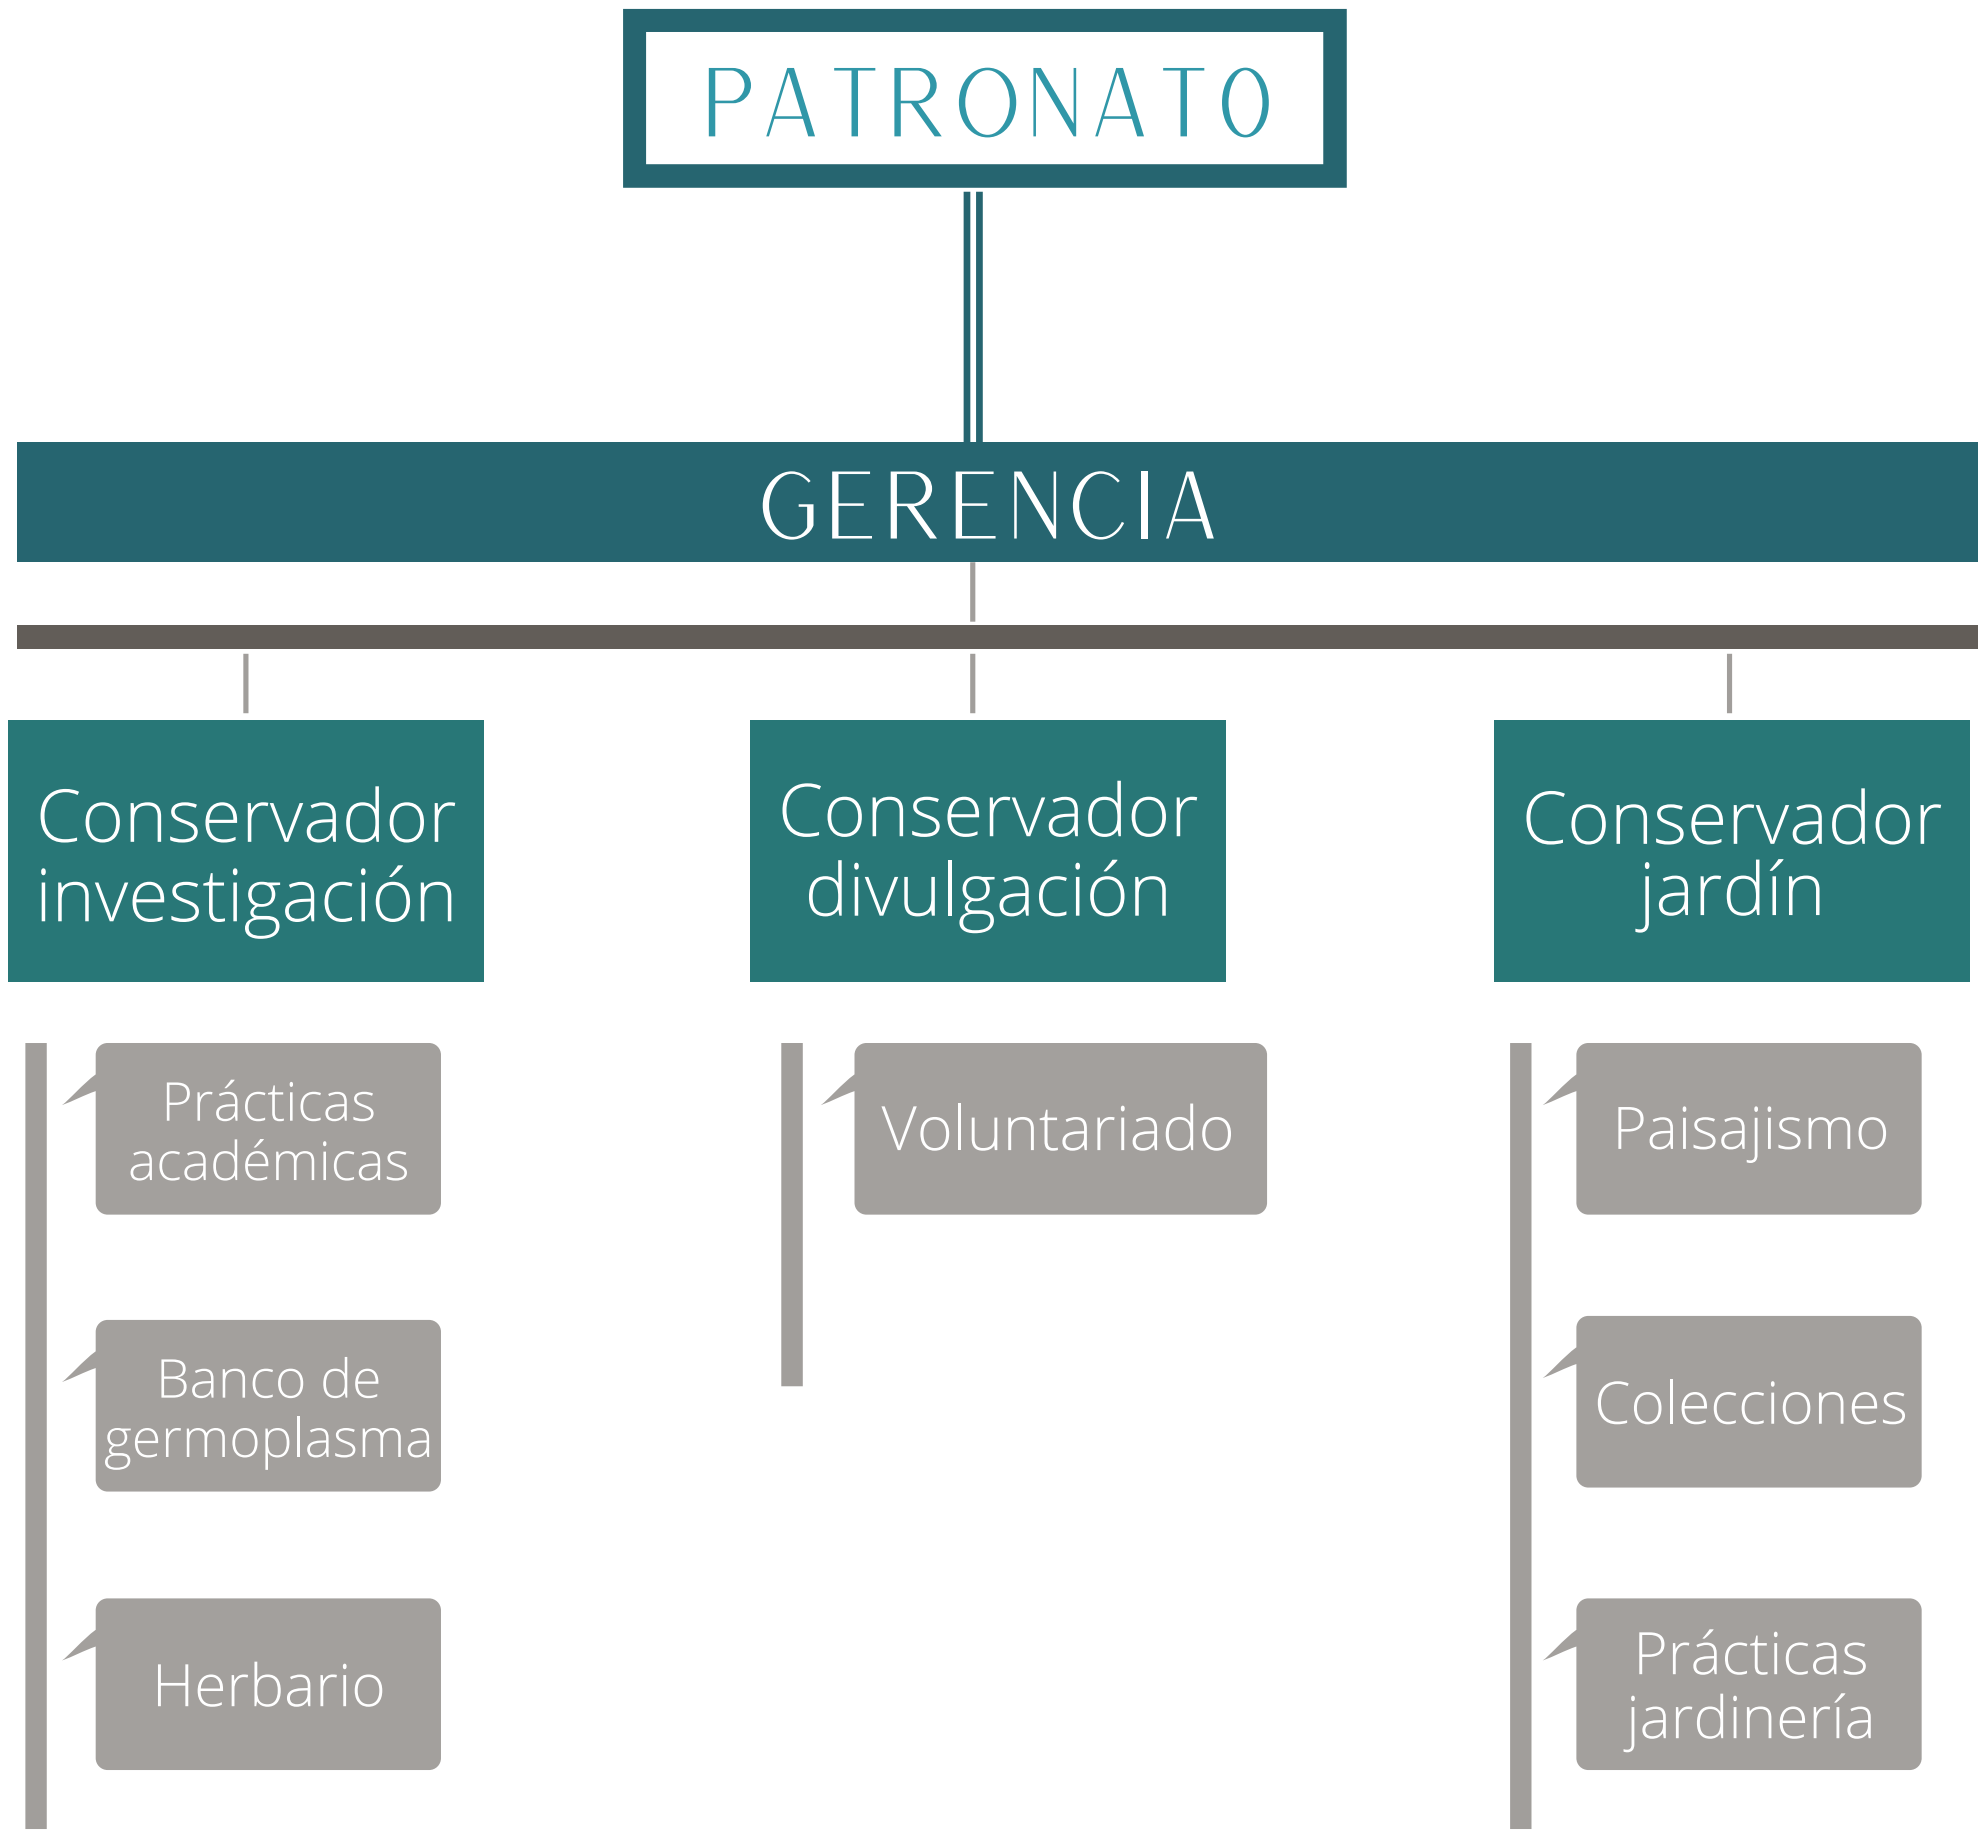 PATRONATO
GERENCIA
Conservador
investigación
Conservador
divulgación
Conservador
jardín
Prácticas
académicas
Banco de
germoplasma
Herbario
Voluntariado
Paisajismo
Colecciones
Prácticas
jardinería